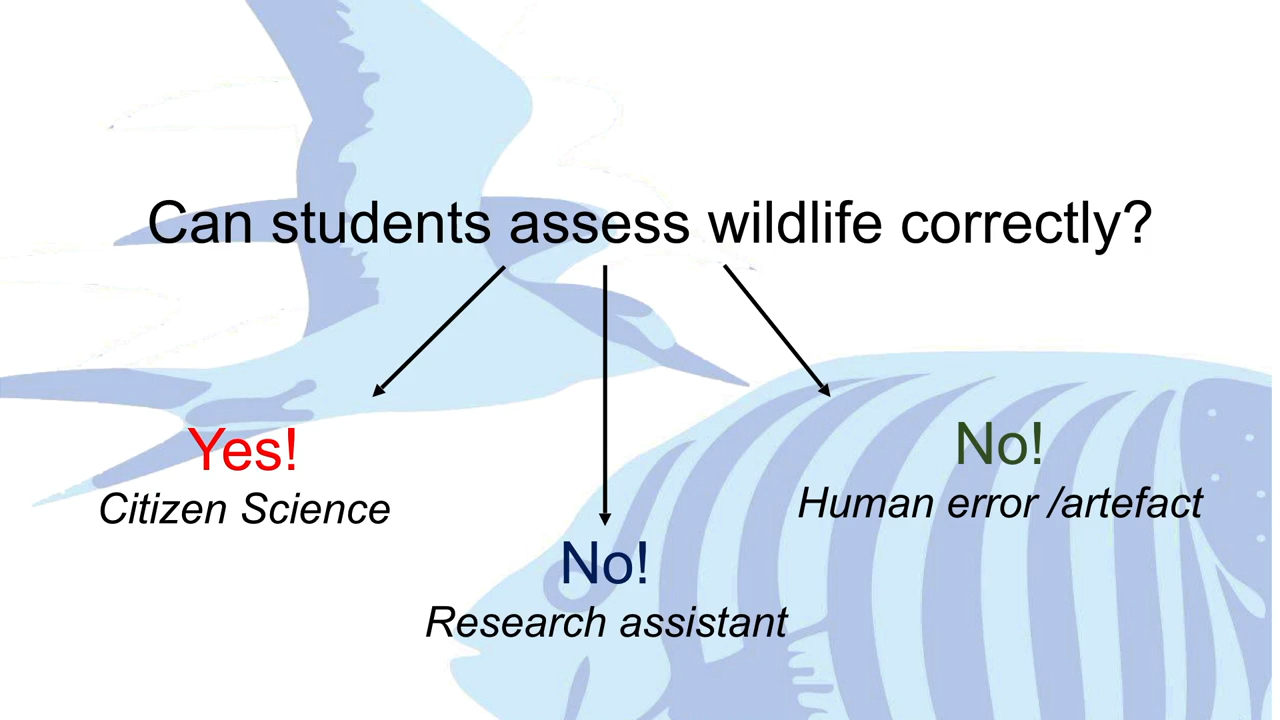 Can students assess wildlife correctly?
Yes!
Citizen Science
No!
Research assistant
No!
Human error /artefact